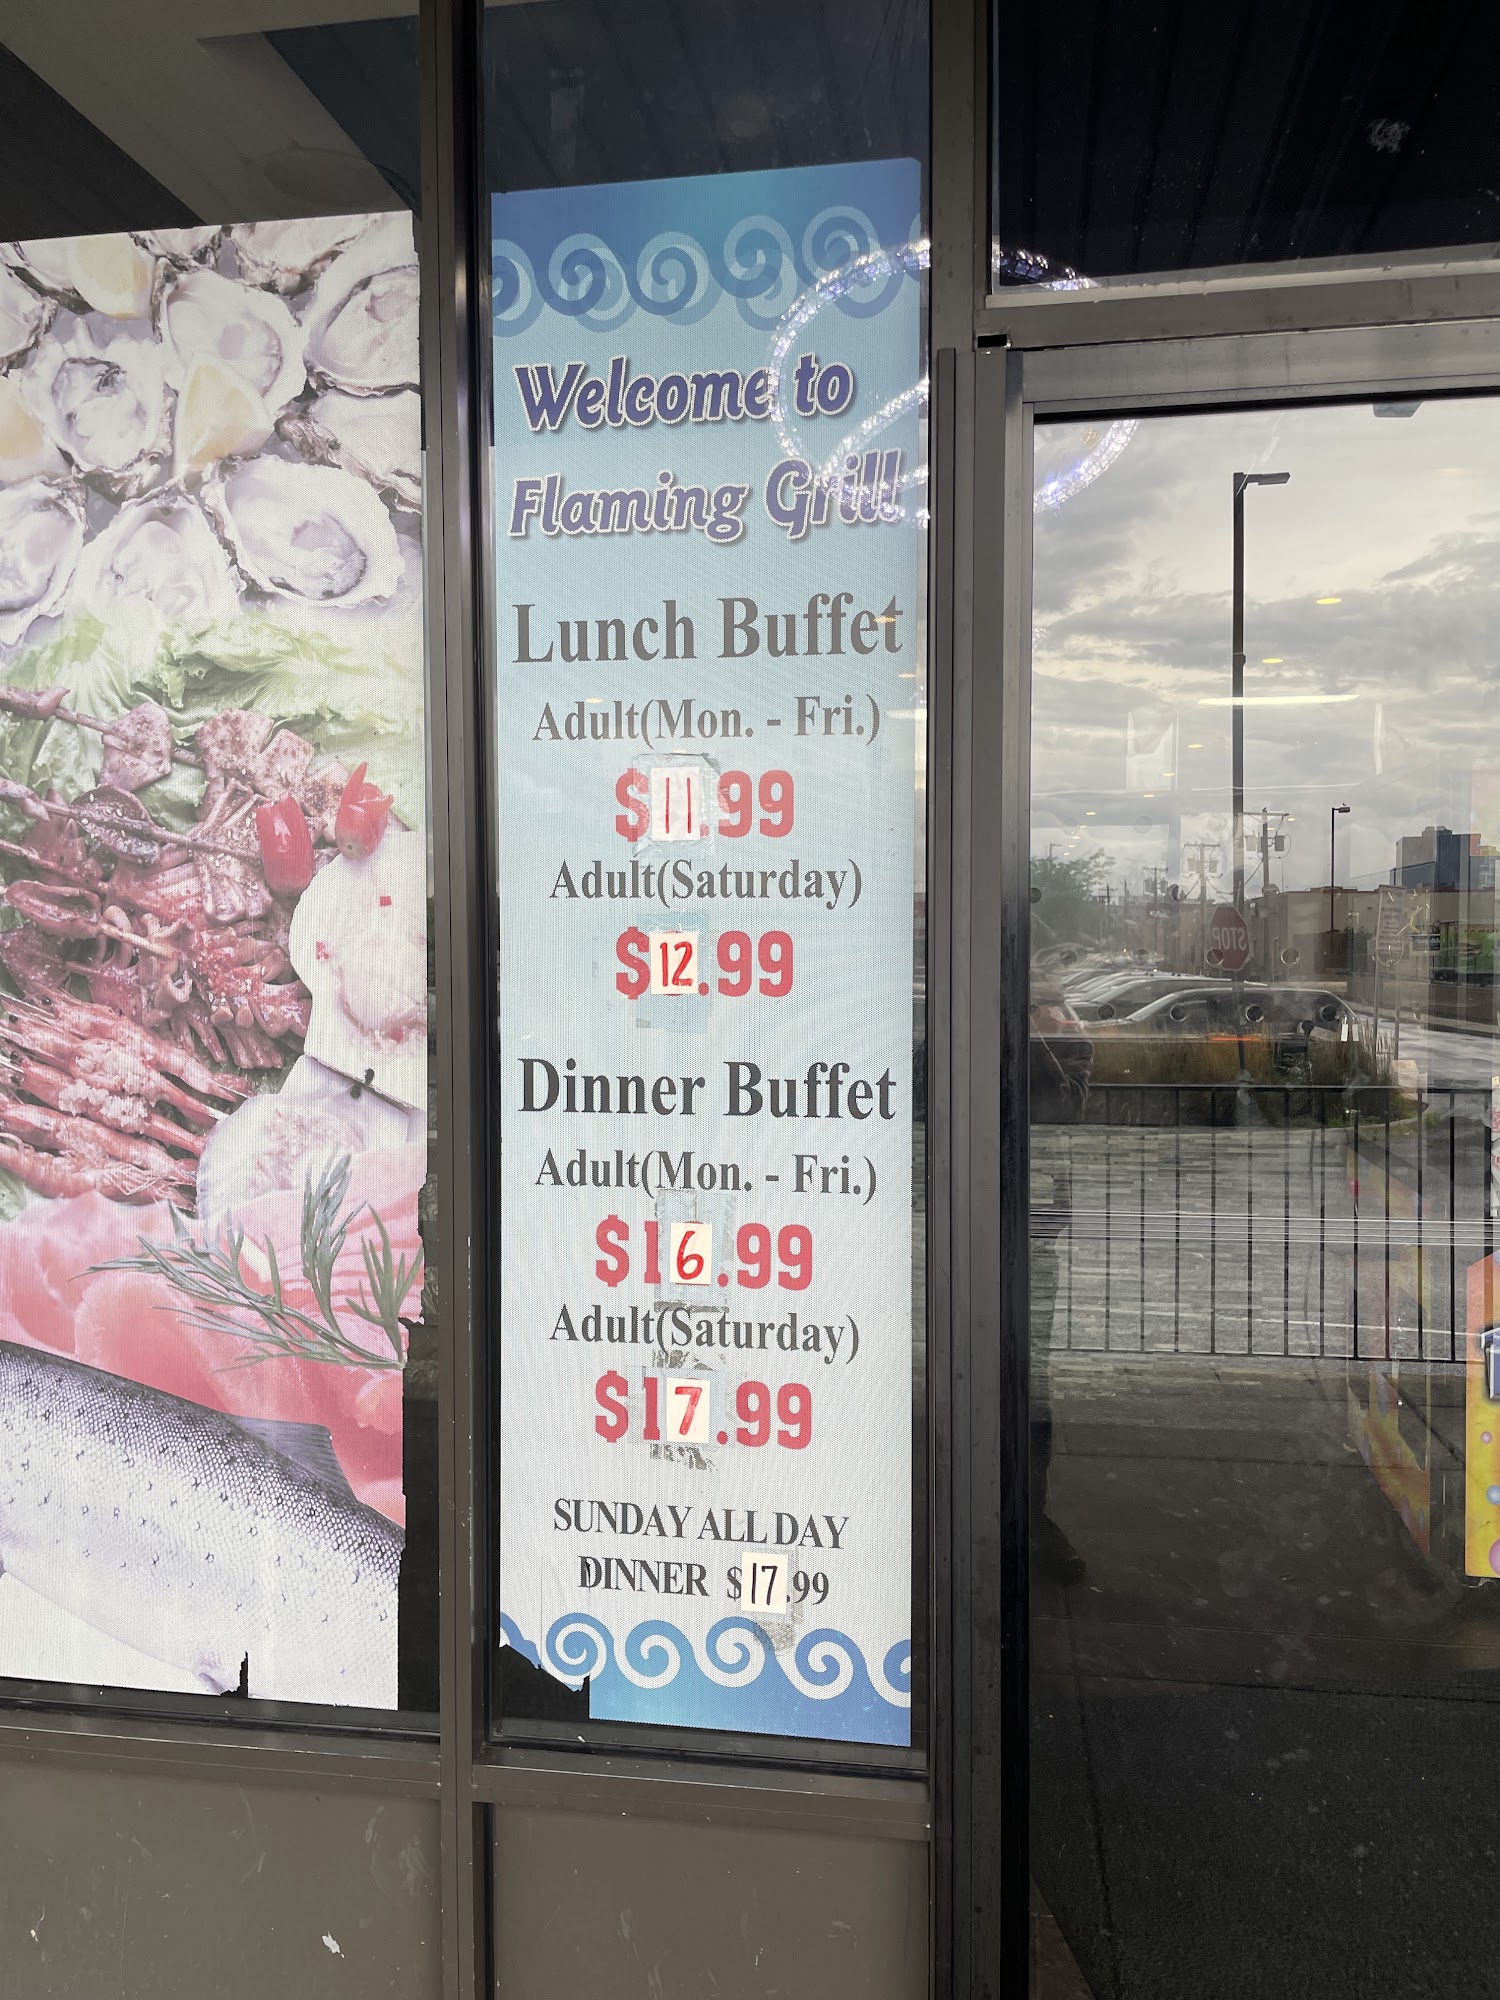 Welcome to
Flaming Grill
Lunch Buffet
Adult(Mon. - Fri.)
$11.99
Adult(Saturday)
$12.99
Dinner Buffet
Adult(Mon. - Fri.)
$16.99
Adult(Saturday)
$17.99
SUNDAY ALL DAY
DINNER $17.99
STOP